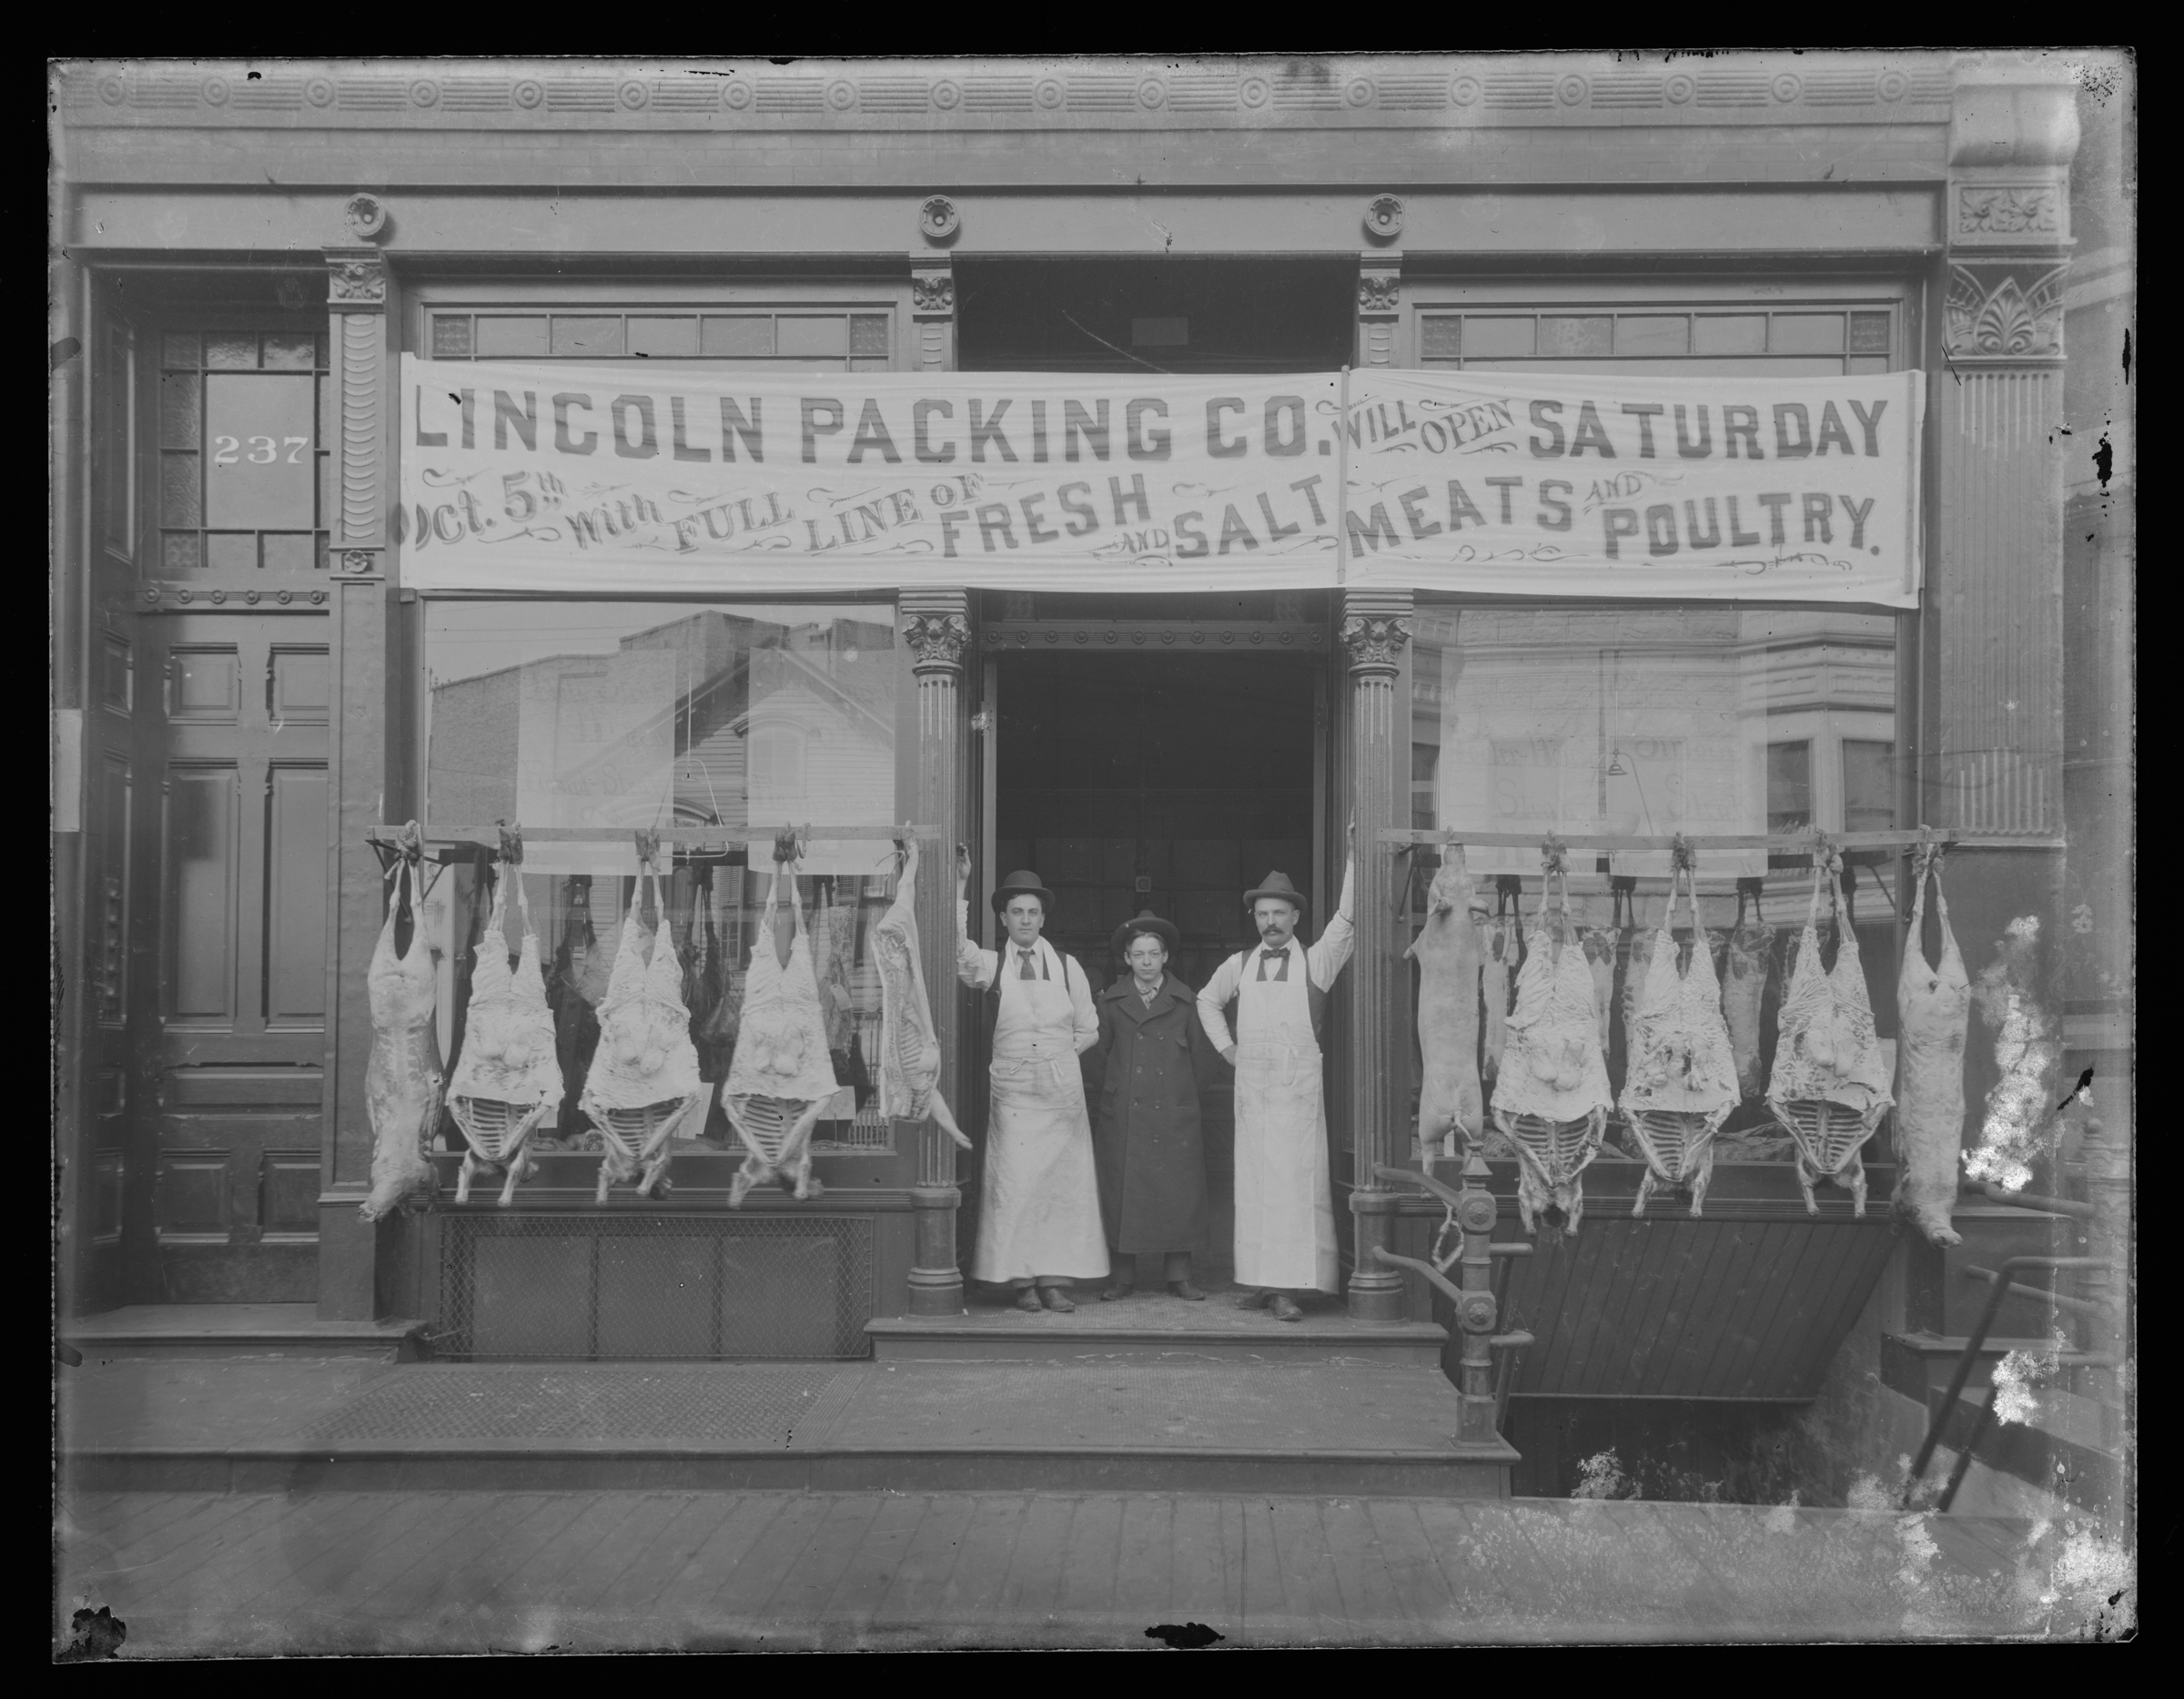 LINCOLN PACKING CO. WILL OPEN SATURDAY
Oct. 5th With FULL LINE OF FRESH AND SALT MEATS AND POULTRY.
237